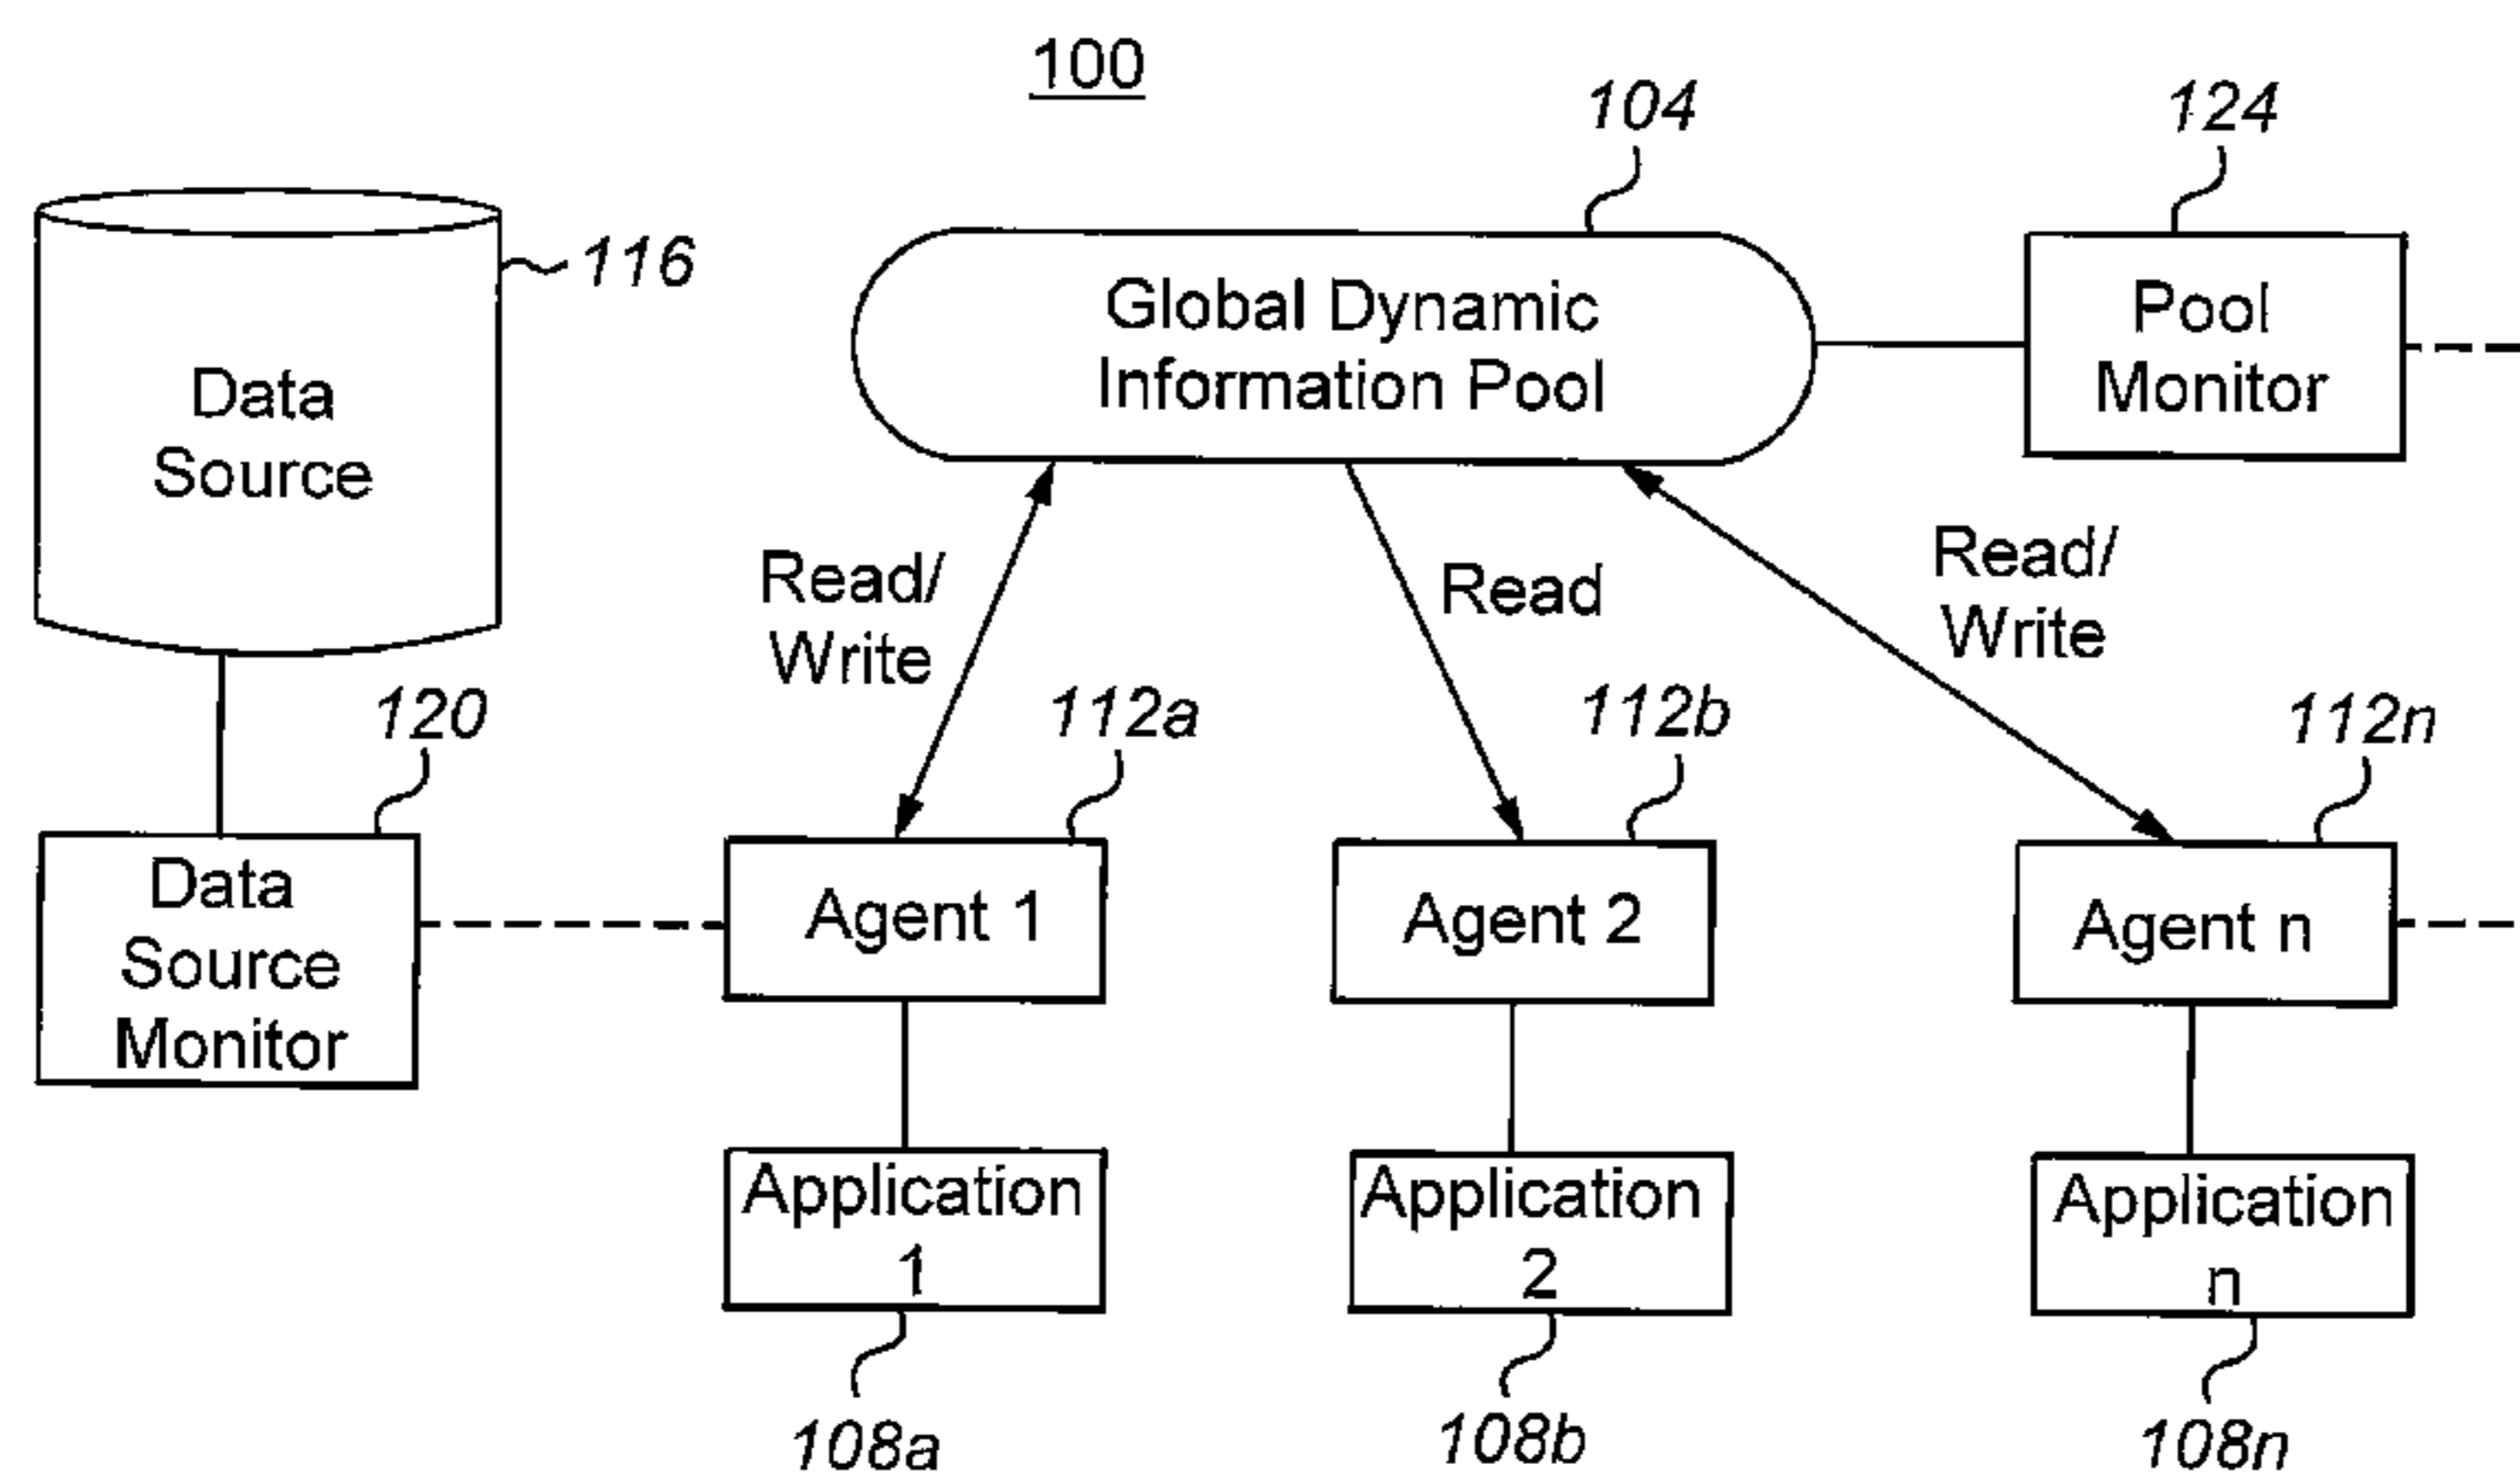 100
104
124
116
Data
Source
Global Dynamic
Information Pool
Pool
Monitor
Read/
Write
Read
Read/
Write
120
112a
112b
112n
Data
Source
Monitor
Agent 1
Agent 2
Agent n
Application
1
Application
2
Application
n
108a
108b
108n